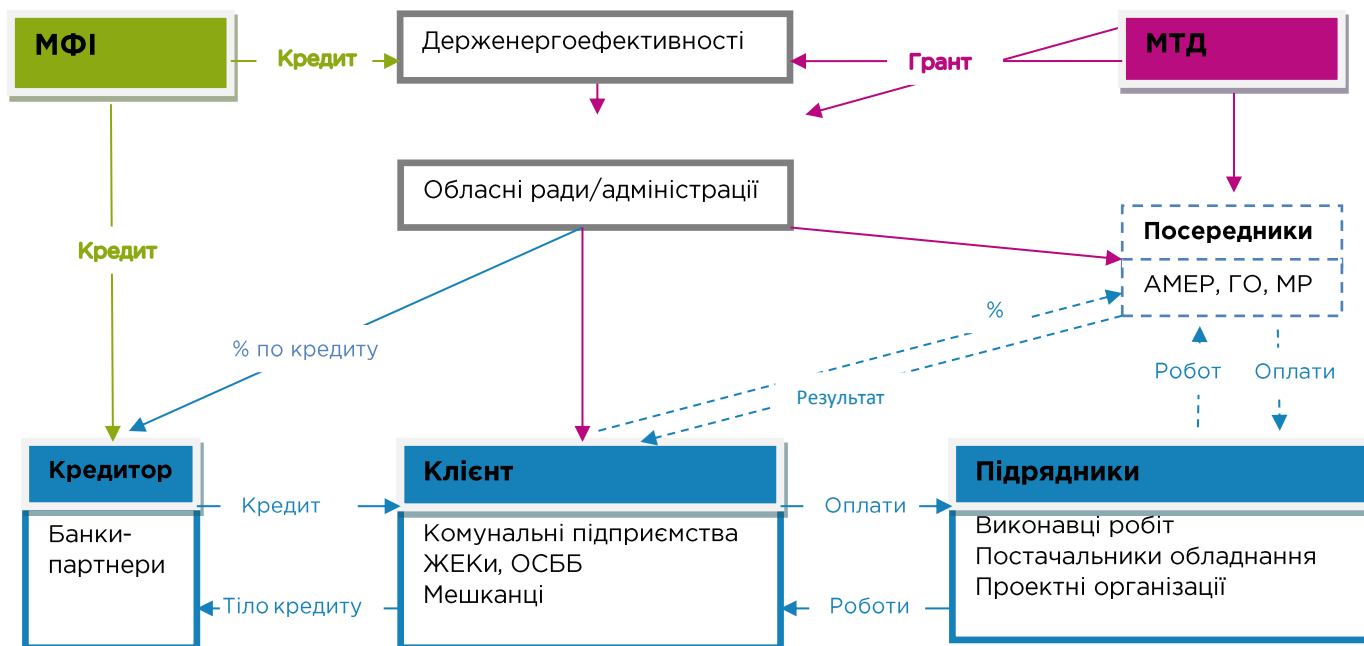 МФІ
Кредит
Держенергоефективності
Грант
МТД
Обласні ради/адміністрації
Кредит
Посередники
АМЕР, ГО, МР
%
% по кредиту
Результат
Робот
Оплати
Кредитор
Клієнт
Підрядники
Кредит
Оплати
Банки-
партнери
Комунальні підприємства
ЖЕКи, ОСББ
Мешканці
Виконавці робіт
Постачальники обладнання
Проектні організації
Тіло кредиту
Роботи